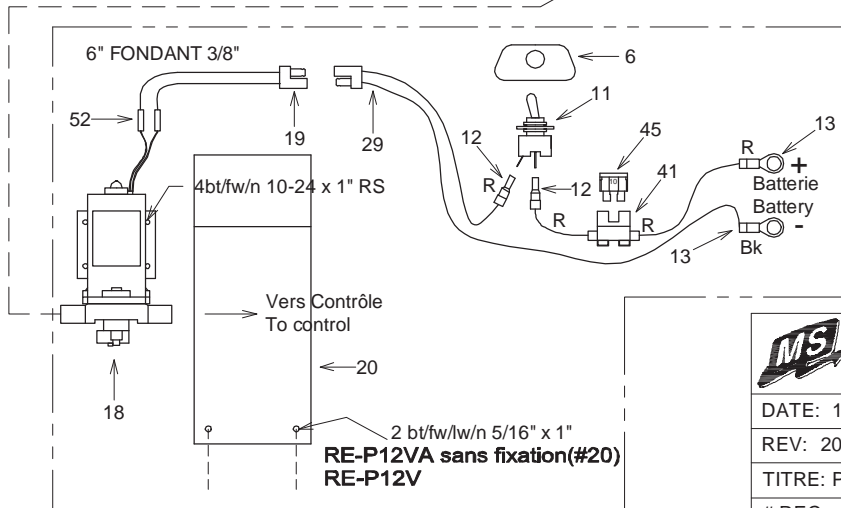 6" FONDANT 3/8"
6
11
52
12
45
13
19
29
41
R
+
R
12
Batterie
4bt/fw/n 10-24 x 1" RS
10
Battery
R
R
-
13
Bk
Vers Contrôle
To control
MS
20
18
DATE: 1
2 bt/fw/lw/n 5/16" x 1"
RE-P12VA sans fixation(#20)
REV: 20
RE-P12V
TITRE: P